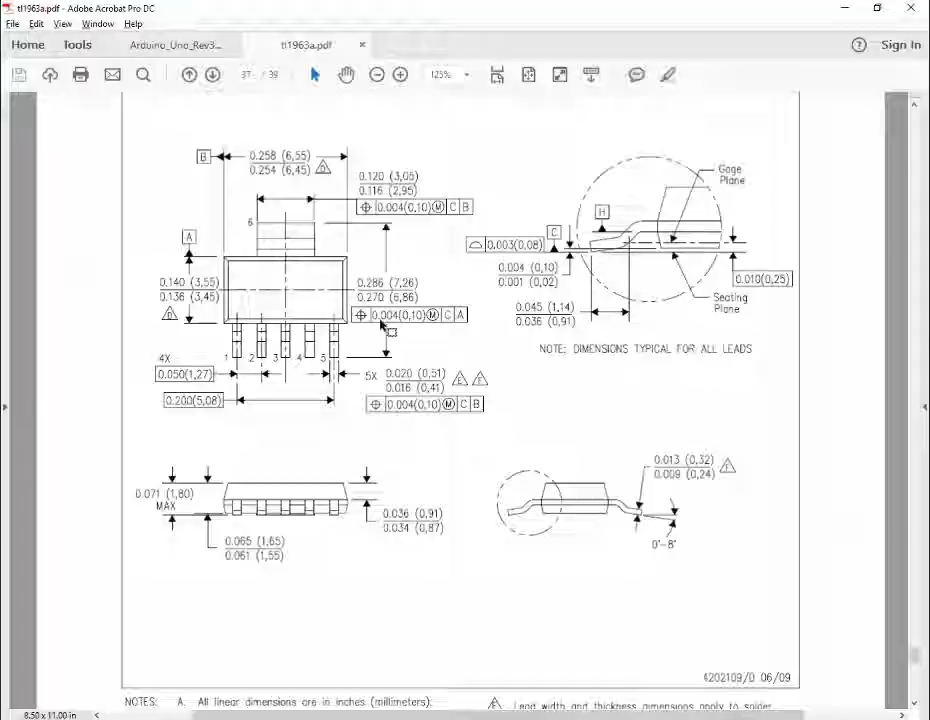 tl1963a.pdf - Adobe Acrobat Pro DC
File Edit View Window Help
Home Tools Arduino_Uno_Rev3... tl1963a.pdf × Sign In
37 / 39 125%
B 0.258 (6,55)
0.254 (6,45) D
0.120 (3,05)
0.116 (2,95)
0.004(0,10) M C B
6
A
0.140 (3,55)
0.136 (3,45)
D
0.286 (7,26)
0.270 (6,86)
0.004(0,10) M C A
1 2 3 4 5
4X
0.050(1,27)
5X 0.020 (0,51)
0.016 (0,41)
0.004(0,10) M C B
0.200(5,08)
Gage
Plane
H
C
0.003(0,08)
0.004 (0,10)
0.001 (0,02)
0.010(0,25)
Seating
Plane
0.045 (1,14)
0.036 (0,91)
NOTE: DIMENSIONS TYPICAL FOR ALL LEADS
0.071 (1,80)
MAX
0.036 (0,91)
0.034 (0,87)
0.065 (1,65)
0.061 (1,55)
0.013 (0,32)
0.009 (0,24)
0°-8°
4202109/D 06/09
NOTES: A. All linear dimensions are in inches (millimeters).
Lead width and thickness dimensions apply to solder
8.50 x 11.00 in